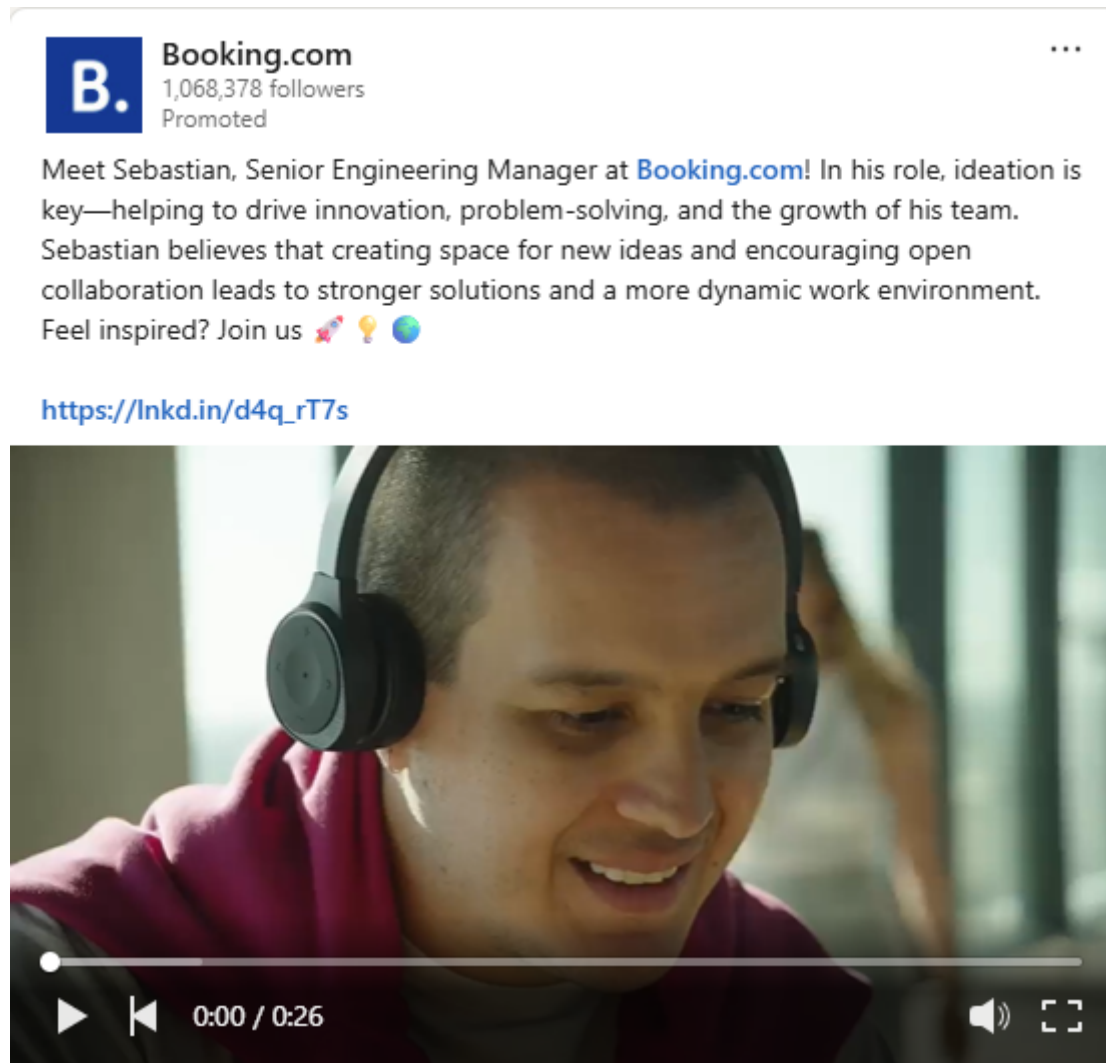 B.
Booking.com
1,068,378 followers
Promoted
Meet Sebastian, Senior Engineering Manager at Booking.com! In his role, ideation is
key—helping to drive innovation, problem-solving, and the growth of his team.
Sebastian believes that creating space for new ideas and encouraging open
collaboration leads to stronger solutions and a more dynamic work environment.
Feel inspired? Join us 🚀 💡 🌍
https://lnkd.in/d4q_rT7s
0:00 / 0:26